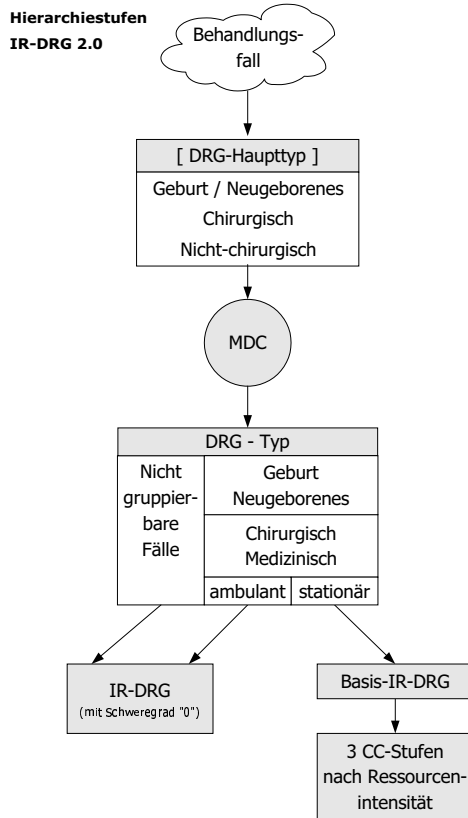 Hierarchiestufen
IR-DRG 2.0
Behandlungs-
fall
[ DRG-Haupttyp ]
Geburt / Neugeborenes
Chirurgisch
Nicht-chirurgisch
MDC
DRG - Typ
Nicht
gruppier-
bare
Fälle
Geburt
Neugeborenes
Chirurgisch
Medizinisch
ambulant
stationär
IR-DRG
(mit Schweregrad "0")
Basis-IR-DRG
3 CC-Stufen
nach Ressourcen-
intensität